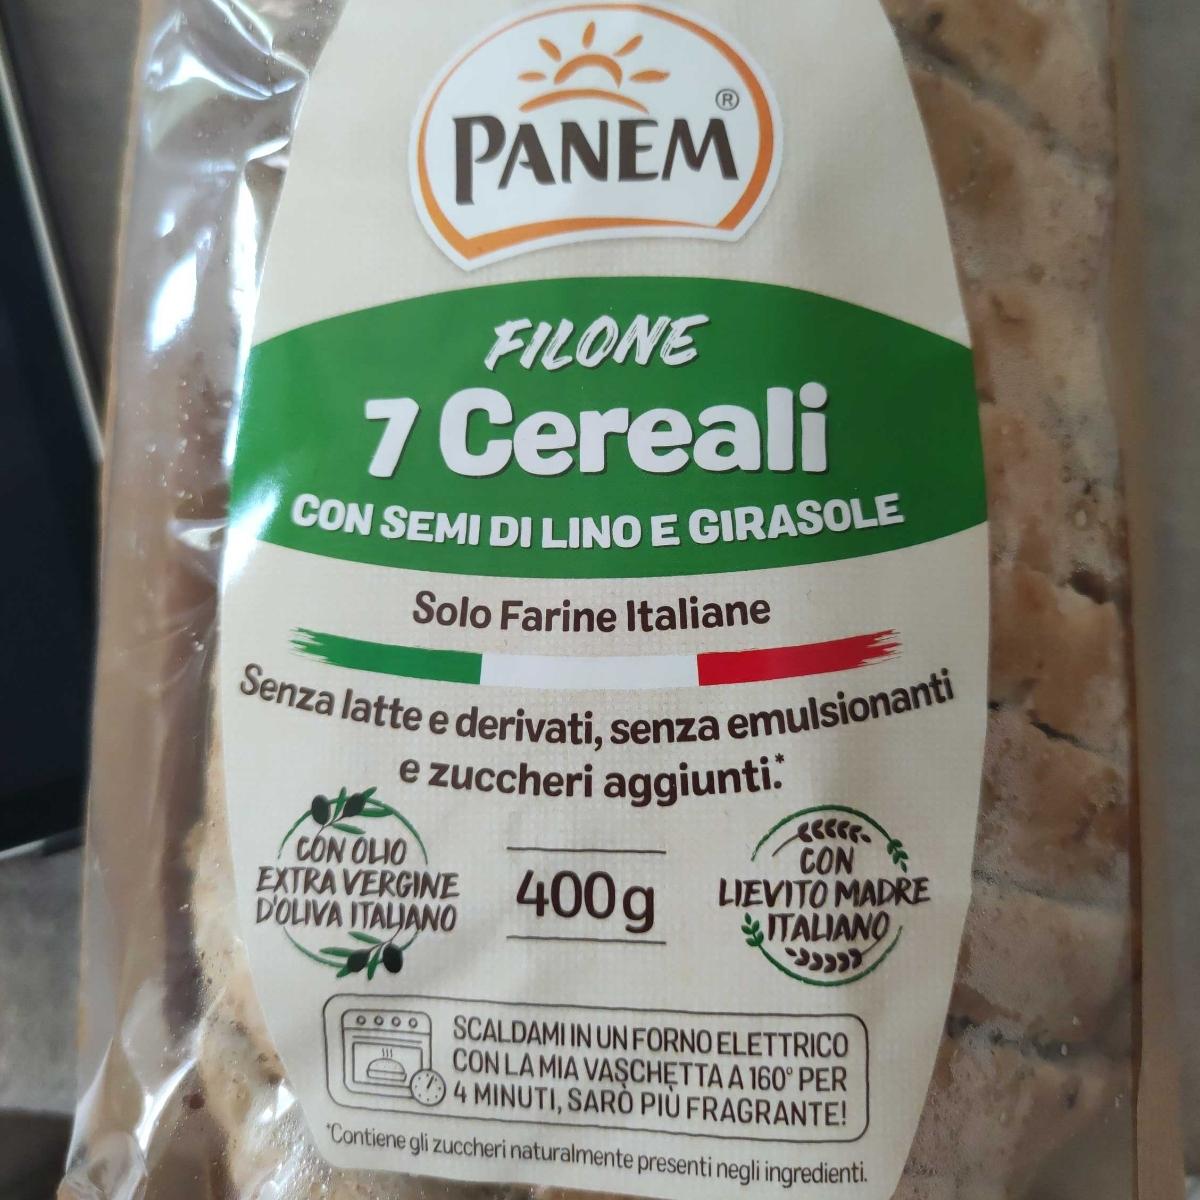 PANEM®
FILONE
7 Cereali
CON SEMI DI LINO E GIRASOLE
Solo Farine Italiane
Senza latte e derivati, senza emulsionanti
e zuccheri aggiunti.*
CON OLIO
EXTRA VERGINE
D'OLIVA ITALIANO
400g
CON
LIEVITO MADRE
ITALIANO
SCALDAMI IN UN FORNO ELETTRICO
CON LA MIA VASCHETTA A 160° PER
4 MINUTI, SARÒ PIÙ FRAGRANTE!
*Contiene gli zuccheri naturalmente presenti negli ingredienti.